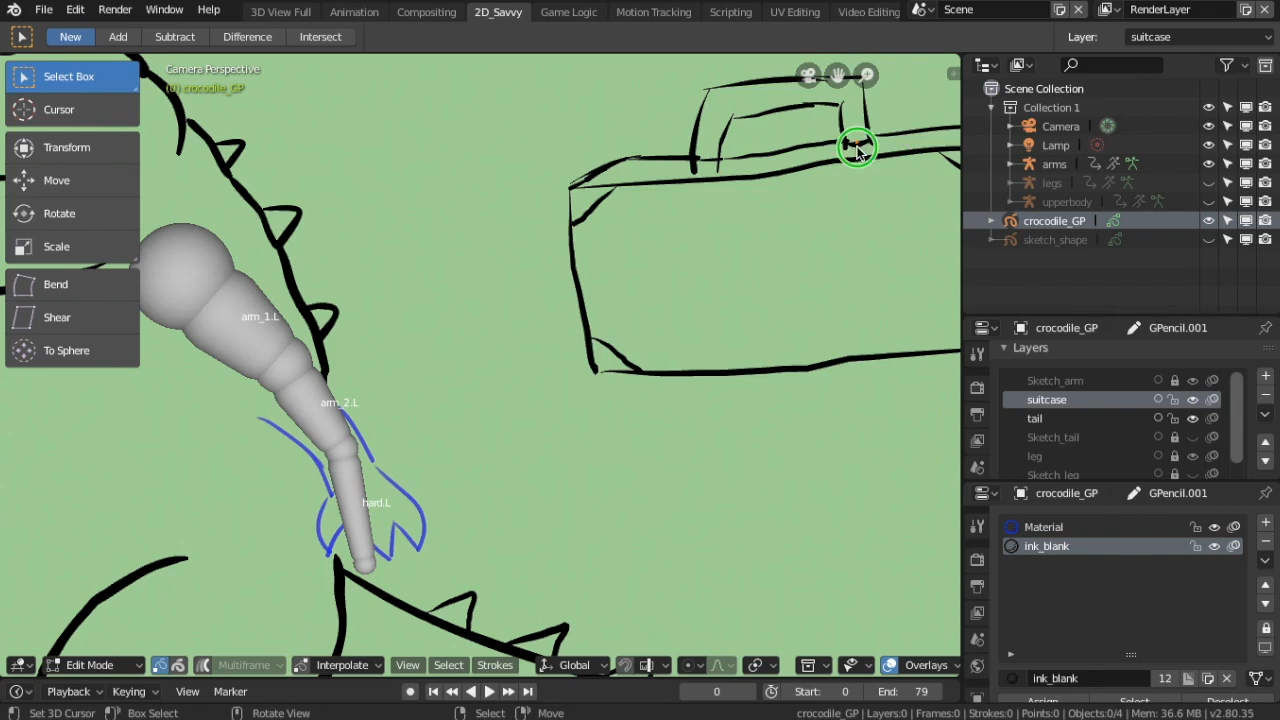 File Edit Render Window Help 3D View Full Animation Compositing 2D_Savvy Game Logic Motion Tracking Scripting UV Editing Video Editing Scene RenderLayer
New Add Subtract Difference Intersect Layer: suitcase
Camera Perspective
(0) crocodile_GP
Select Box
Cursor
Transform
Move
Rotate
Scale
Bend
Shear
To Sphere
arm_1.L
arm_2.L
Scene Collection
Collection 1
Camera
Lamp
arms
legs
upperbody
crocodile_GP
sketch_shape
crocodile_GP GPencil.001
Layers
Sketch_arm
suitcase
tail
Sketch_tail
leg
Sketch_leg
crocodile_GP GPencil.001
Material
ink_blank
ink_blank 12
Assign Select Deselect
Edit Mode Multiframe Interpolate View Select Strokes Global Overlays
Playback Keying View Marker 0 Start: 0 End: 79
Set 3D Cursor Box Select Rotate View Select Move crocodile_GP | Layers:0 | Frames:0 | Strokes:0 | Points:0 | Objects:0/4 | Mem: 36.6 MB | v2.80.35